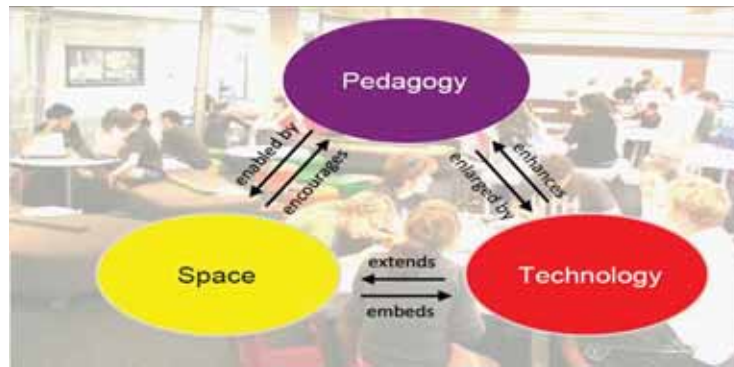 Pedagogy
enabled by
encourages
enlarged by
enhances
Space
extends
embeds
Technology